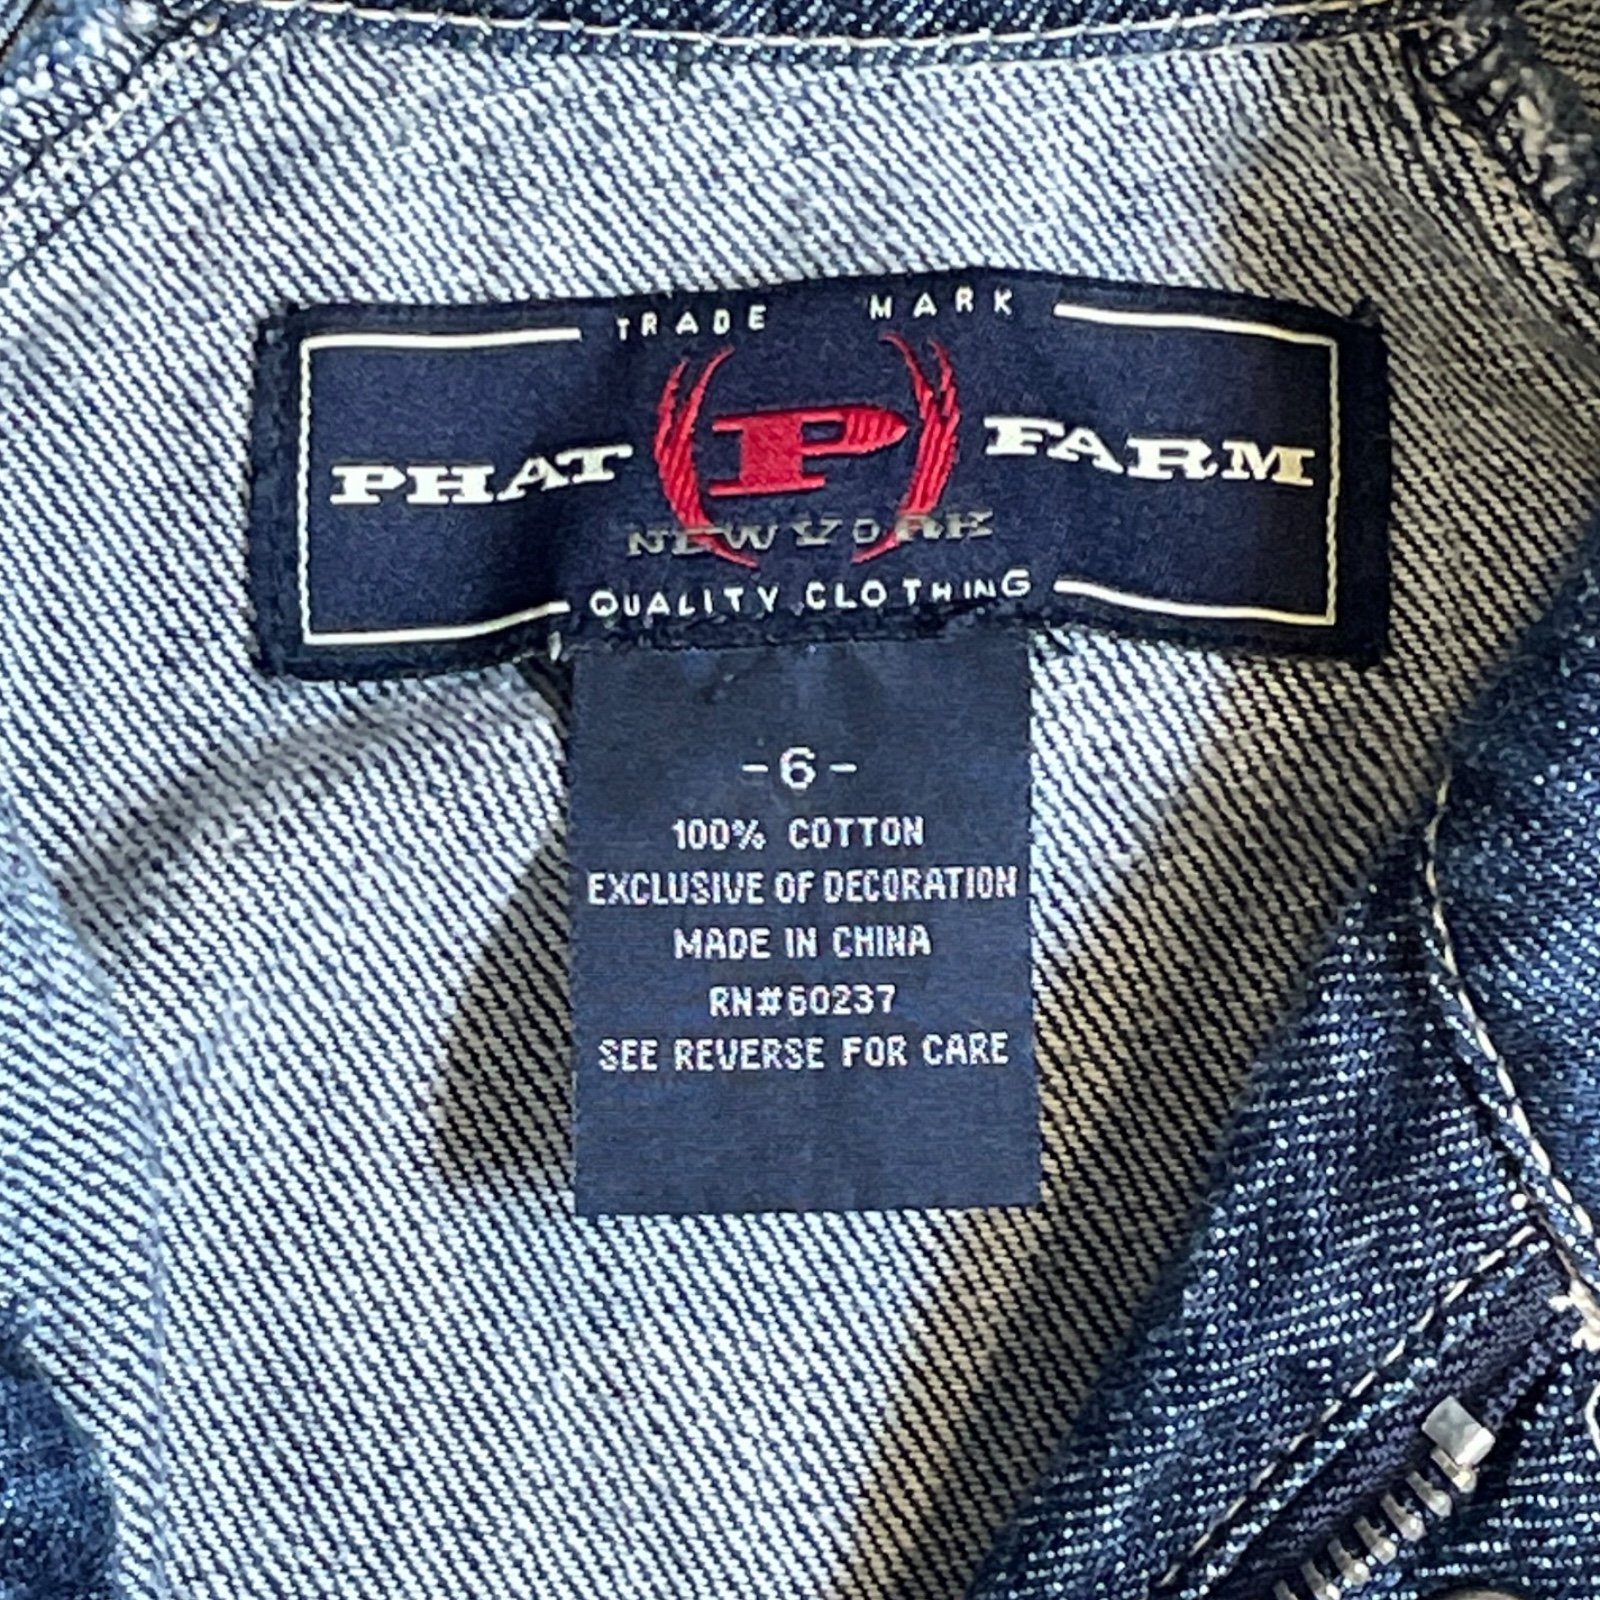 TRADE MARK
PHAT P FARM
NEW YORK
QUALITY CLOTHING
-6-
100% COTTON
EXCLUSIVE OF DECORATION
MADE IN CHINA
RN#60237
SEE REVERSE FOR CARE